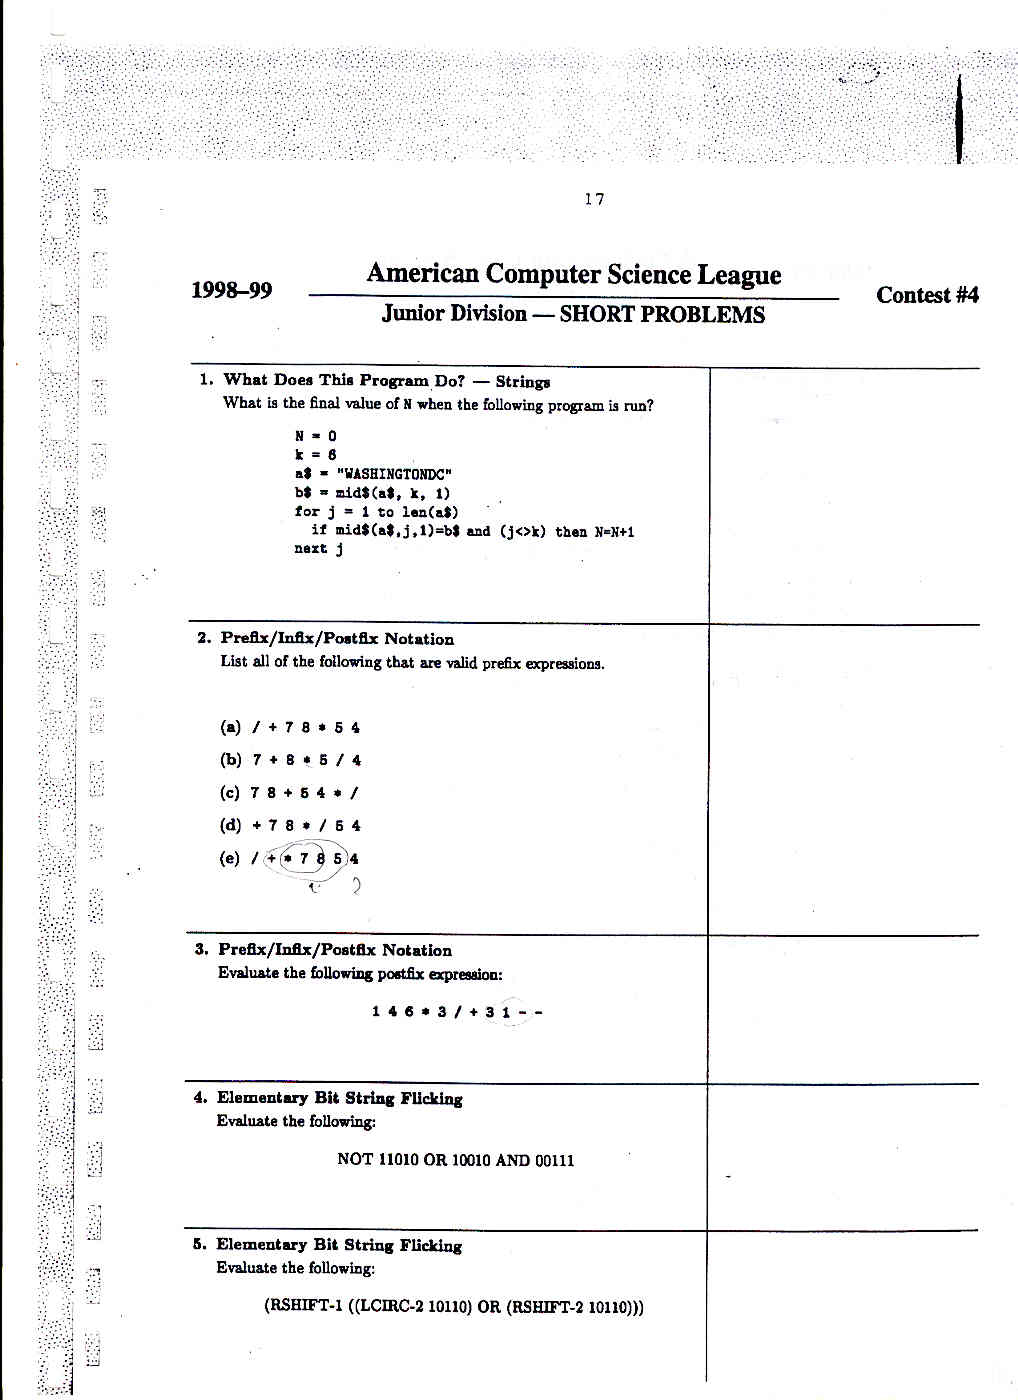 17
American Computer Science League
1998–99
Contest #4
Junior Division — SHORT PROBLEMS
1. What Does This Program Do? — Strings
What is the final value of N when the following program is run?
N = 0
k = 6
a$ = "WASHINGTONDC"
b$ = mid$(a$, k, 1)
for j = 1 to len(a$)
if mid$(a$,j,1)=b$ and (j<>k) then N=N+1
next j
2. Prefix/Infix/Postfix Notation
List all of the following that are valid prefix expressions.
(a) / + 7 8 * 5 4
(b) 7 + 8 * 5 / 4
(c) 7 8 + 5 4 * /
(d) + 7 8 * / 5 4
(e) / + * 7 8 5 4
2
3. Prefix/Infix/Postfix Notation
Evaluate the following postfix expression:
1 4 6 * 3 / + 3 1 - -
4. Elementary Bit String Flicking
Evaluate the following:
NOT 11010 OR 10010 AND 00111
5. Elementary Bit String Flicking
Evaluate the following:
(RSHIFT-1 ((LCIRC-2 10110) OR (RSHIFT-2 10110)))